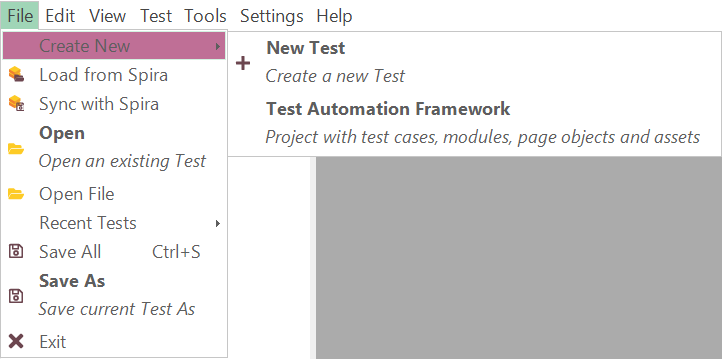 File Edit View Test Tools Settings Help
Create New
Load from Spira
Sync with Spira
Open
Open an existing Test
Open File
Recent Tests
Save All Ctrl+S
Save As
Save current Test As
Exit
New Test
Create a new Test
Test Automation Framework
Project with test cases, modules, page objects and assets